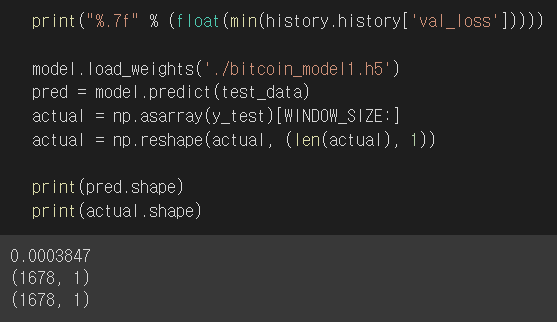 print("%.7f" % (float(min(history.history['val_loss']))))
model.load_weights('./bitcoin_model1.h5')
pred = model.predict(test_data)
actual = np.asarray(y_test)[WINDOW_SIZE:]
actual = np.reshape(actual, (len(actual), 1))
print(pred.shape)
print(actual.shape)
0.0003847
(1678, 1)
(1678, 1)